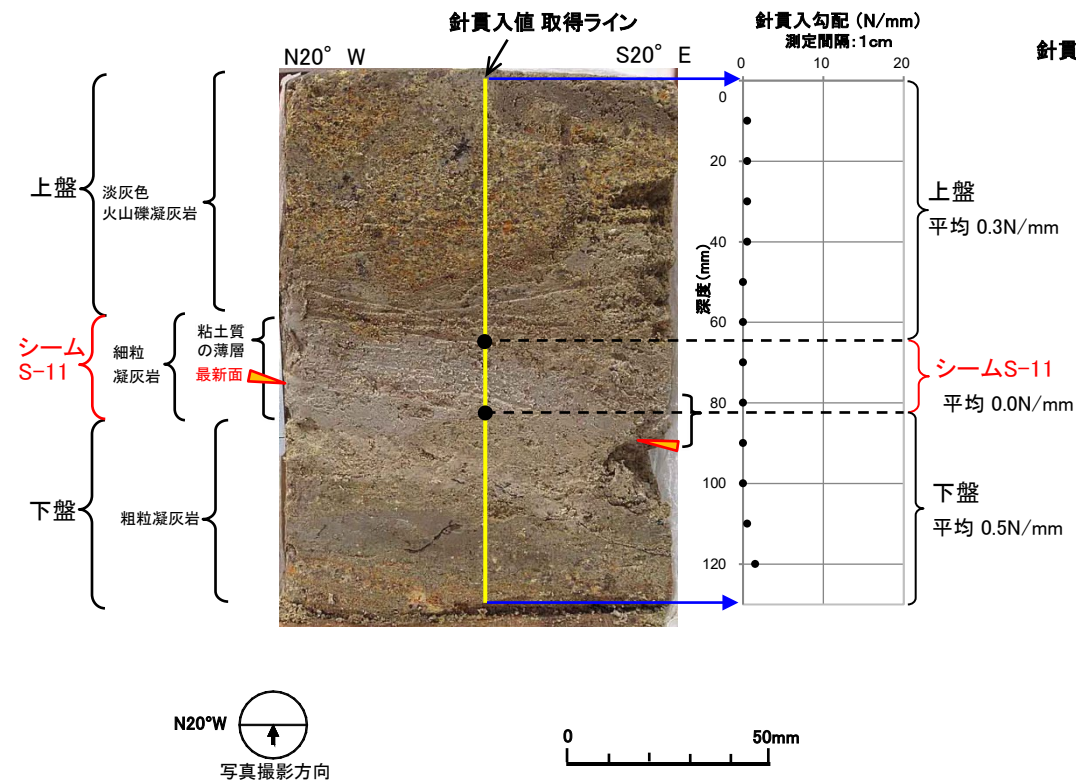 針貫入値 取得ライン
針貫入勾配 (N/mm)
測定間隔：1cm
針貫
N20° W
S20° E
0 10 20
0
20
40
60
80
100
120
深度(mm)
上盤
淡灰色
火山礫凝灰岩
シーム
S-11
細粒
凝灰岩
粘土質
の薄層
最新面
下盤
粗粒凝灰岩
上盤
平均 0.3N/mm
シームS-11
平均 0.0N/mm
下盤
平均 0.5N/mm
N20°W
写真撮影方向
0 50mm